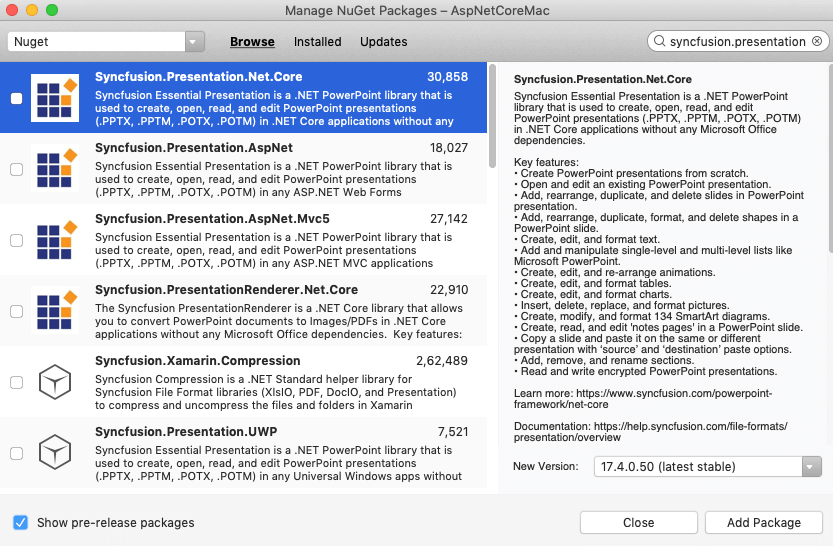 Manage NuGet Packages – AspNetCoreMac
Nuget
Browse
Installed
Updates
syncfusion.presentation
Syncfusion.Presentation.Net.Core 30,858
Syncfusion Essential Presentation is a .NET PowerPoint library that is
used to create, open, read, and edit PowerPoint presentations
(.PPTX, .PPTM, .POTX, .POTM) in .NET Core applications without any
Syncfusion.Presentation.AspNet 18,027
Syncfusion Essential Presentation is a .NET PowerPoint library that is
used to create, open, read, and edit PowerPoint presentations
(.PPTX, .PPTM, .POTX, .POTM) in any ASP.NET Web Forms
Syncfusion.Presentation.AspNet.Mvc5 27,142
Syncfusion Essential Presentation is a .NET PowerPoint library that is
used to create, open, read, and edit PowerPoint presentations
(.PPTX, .PPTM, .POTX, .POTM) in any ASP.NET MVC applications
Syncfusion.PresentationRenderer.Net.Core 22,910
The Syncfusion PresentationRenderer is a .NET Core library that allows
you to convert PowerPoint documents to Images/PDFs in .NET Core
applications without any Microsoft Office dependencies.  Key features:
Syncfusion.Xamarin.Compression 2,62,489
Syncfusion Compression is a .NET Standard helper library for
Syncfusion File Format libraries (XlsIO, PDF, DocIO, and Presentation)
to compress and uncompress the files and folders in Xamarin
Syncfusion.Presentation.UWP 7,521
Syncfusion Essential Presentation is a .NET PowerPoint library that is
used to create, open, read, and edit PowerPoint presentations
(.PPTX, .PPTM, .POTX, .POTM) in any Universal Windows apps without
Syncfusion.Presentation.Net.Core
Syncfusion Essential Presentation is a .NET PowerPoint
library that is used to create, open, read, and edit
PowerPoint presentations (.PPTX, .PPTM, .POTX, .POTM)
in .NET Core applications without any Microsoft Office
dependencies.
Key features:
• Create PowerPoint presentations from scratch.
• Open and edit an existing PowerPoint presentation.
• Add, rearrange, duplicate, and delete slides in PowerPoint
presentation.
• Add, rearrange, duplicate, format, and delete shapes in a
PowerPoint slide.
• Create, edit, and format text.
• Add and manipulate single-level and multi-level lists like
Microsoft PowerPoint.
• Create, edit, and re-arrange animations.
• Create, edit, and format tables.
• Create, edit, and format charts.
• Insert, delete, replace, and format pictures.
• Create, modify, and format 134 SmartArt diagrams.
• Create, read, and edit 'notes pages' in a PowerPoint slide.
• Copy a slide and paste it on the same or different
presentation with ‘source’ and ‘destination’ paste options.
• Add, remove, and rename sections.
• Read and write encrypted PowerPoint presentations.
Learn more: https://www.syncfusion.com/powerpoint-
framework/net-core
Documentation: https://help.syncfusion.com/file-formats/
presentation/overview
New Version: 17.4.0.50 (latest stable)
Show pre-release packages
Close
Add Package